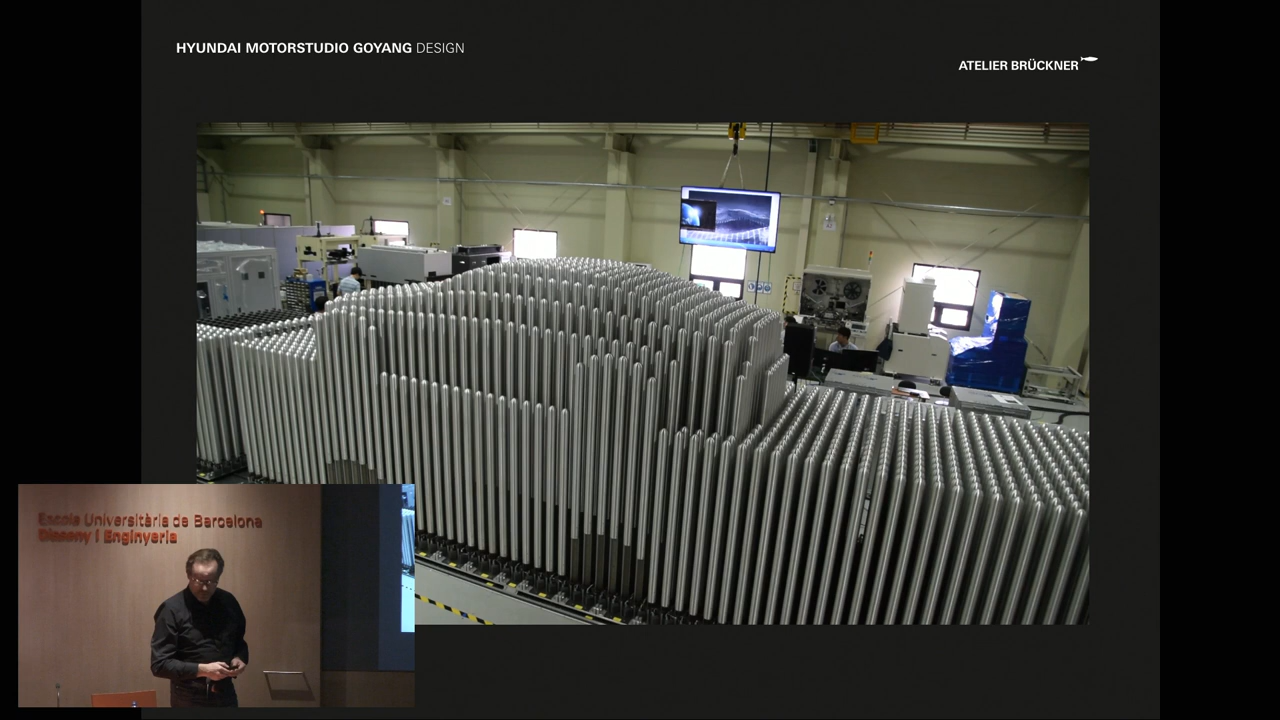 HYUNDAI MOTORSTUDIO GOYANG DESIGN
ATELIER BRÜCKNER
Escola Universitària de Barcelona
Disseny i Enginyeria